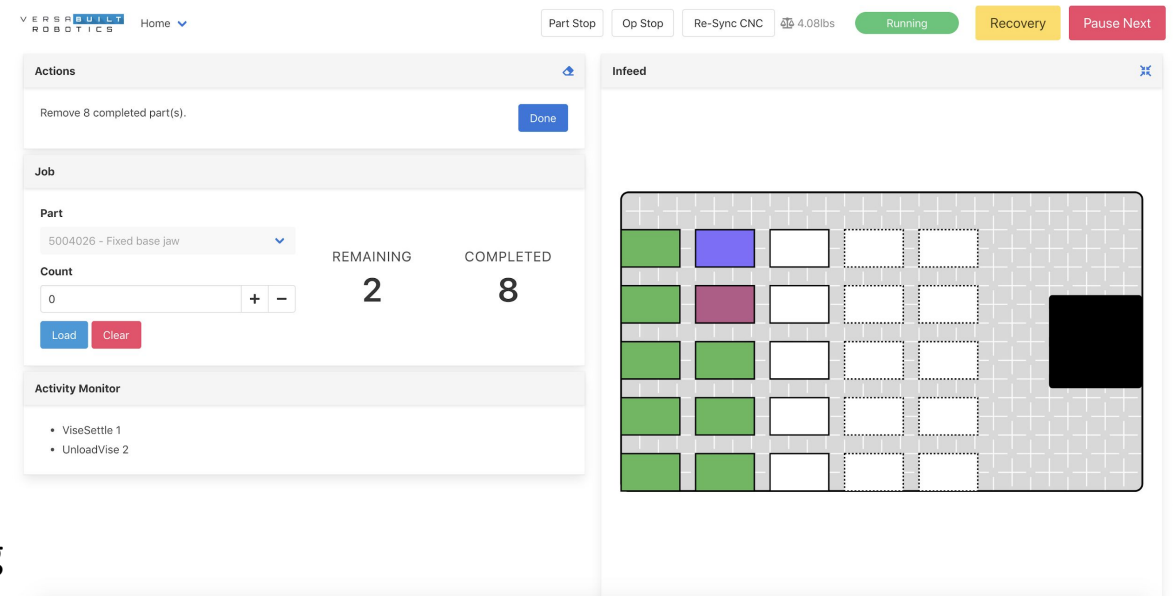 VERSABUILT
ROBOTICS
Home
Part Stop
Op Stop
Re-Sync CNC
4.08lbs
Running
Recovery
Pause Next
Actions
Remove 8 completed part(s).
Done
Job
Part
5004026 - Fixed base jaw
Count
0
+
−
Load
Clear
REMAINING
2
COMPLETED
8
Activity Monitor
• ViseSettle 1
• UnloadVise 2
Infeed